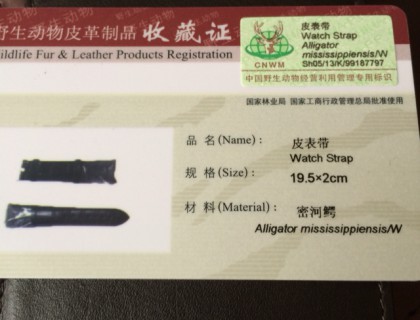 野生动物皮革制品 收藏证
ildlife Fur & Leather Products Registration
皮表带
Watch Strap
Alligator
mississippiensis/W
Sh05/13/K/99187797
CNWM
中国野生动物经营利用管理专用标识
国家林业局 国家工商行政管理总局批准使用
品 名(Name): 皮表带
Watch Strap
规 格(Size): 19.5×2cm
材 料(Material): 密河鳄
Alligator mississippiensis/W